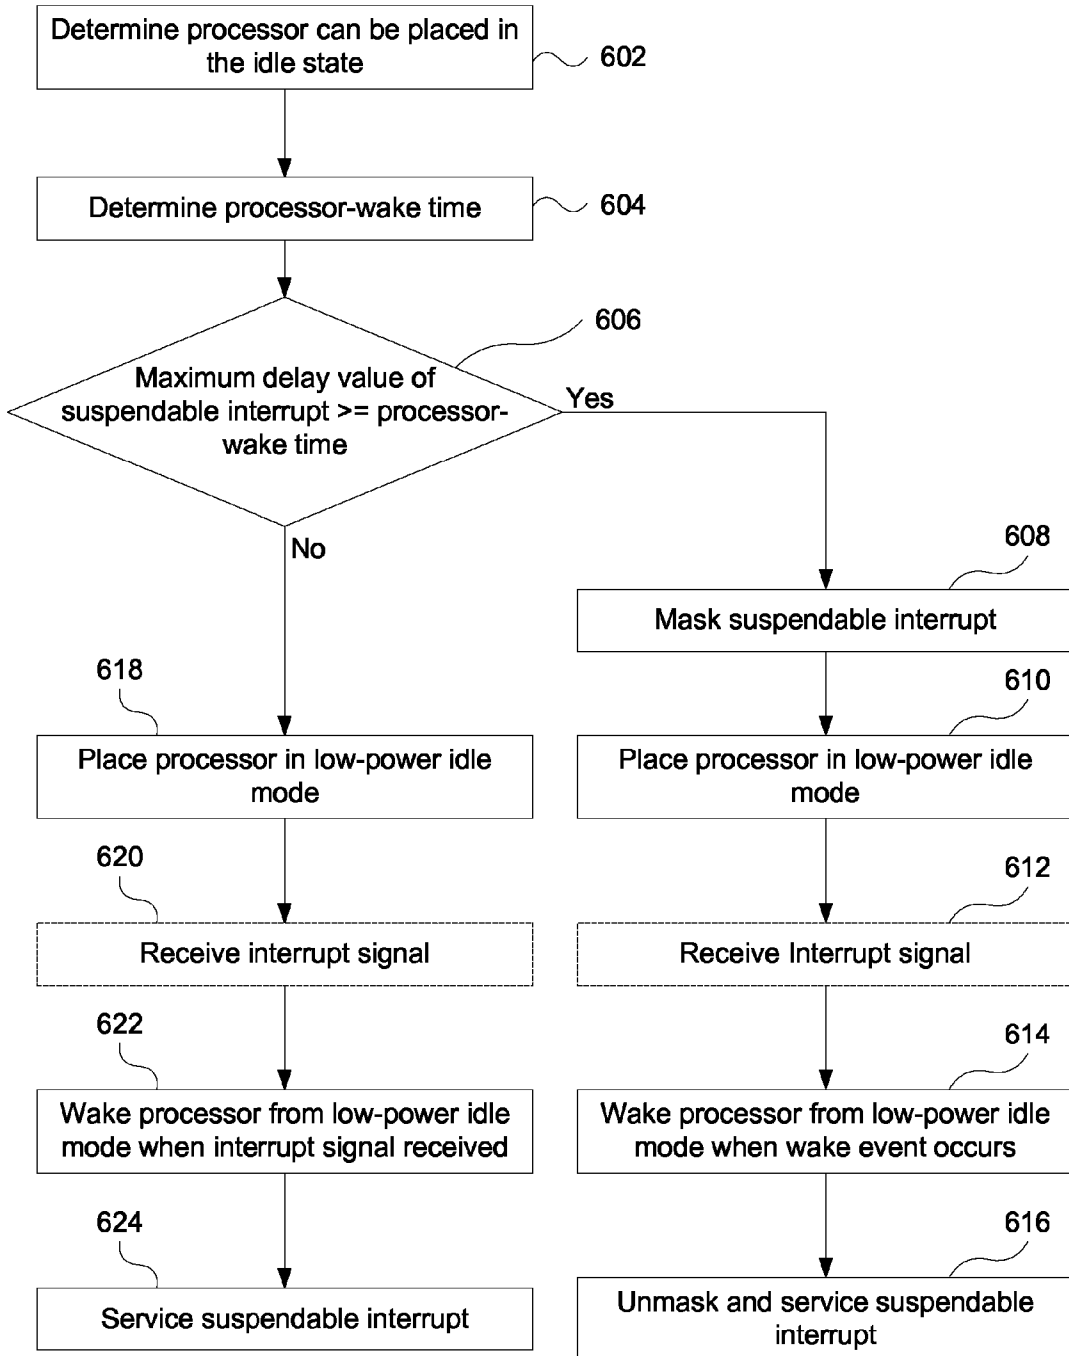 Determine processor can be placed in
the idle state
602
Determine processor-wake time
604
606
Maximum delay value of
suspendable interrupt >= processor-
wake time
Yes
No
608
Mask suspendable interrupt
618
610
Place processor in low-power idle
mode
Place processor in low-power idle
mode
620
612
Receive interrupt signal
Receive Interrupt signal
622
614
Wake processor from low-power idle
mode when interrupt signal received
Wake processor from low-power idle
mode when wake event occurs
624
616
Service suspendable interrupt
Unmask and service suspendable
interrupt